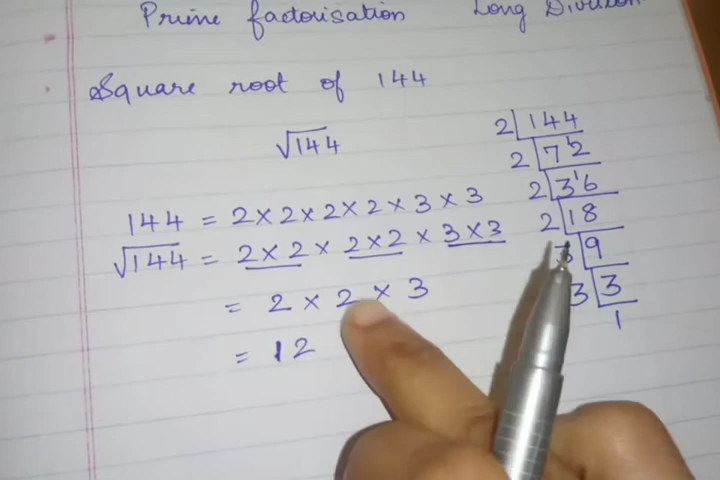 Prime factorisation Long Division
Square root of 144
√144
144 = 2×2×2×2×3×3
√144 = 2×2 × 2×2 × 3×3
= 2 × 2 × 3
= 12
2 144
2 72
2 36
2 18
3 9
3 3
1